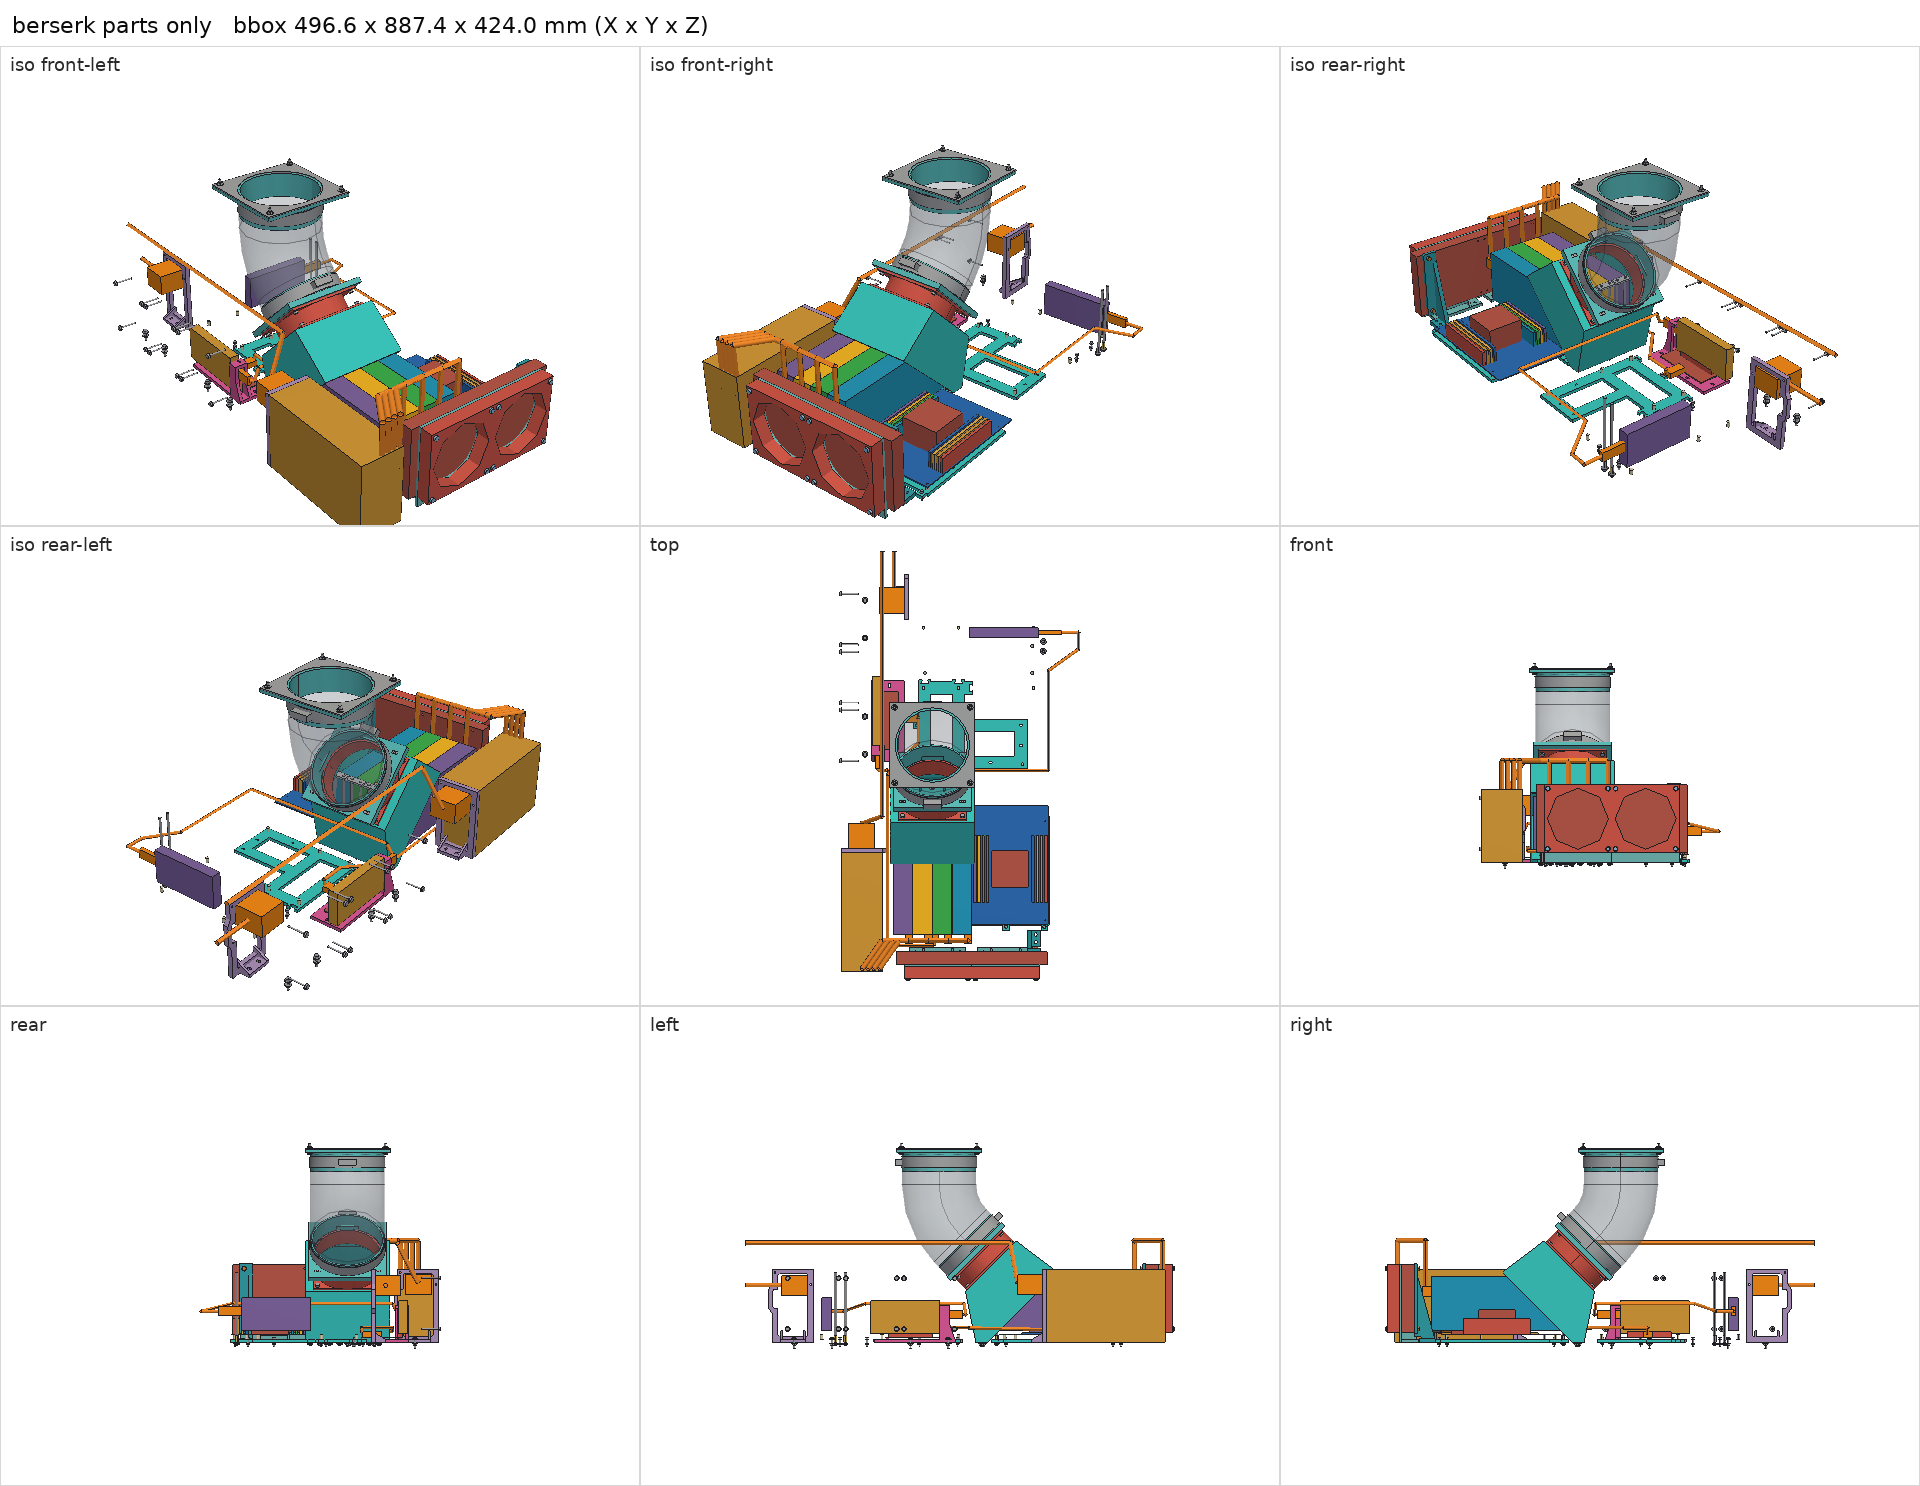 berserk parts only   bbox 496.6 x 887.4 x 424.0 mm (X x Y x Z)
iso front-left
iso front-right
iso rear-right
iso rear-left
top
front
rear
left
right